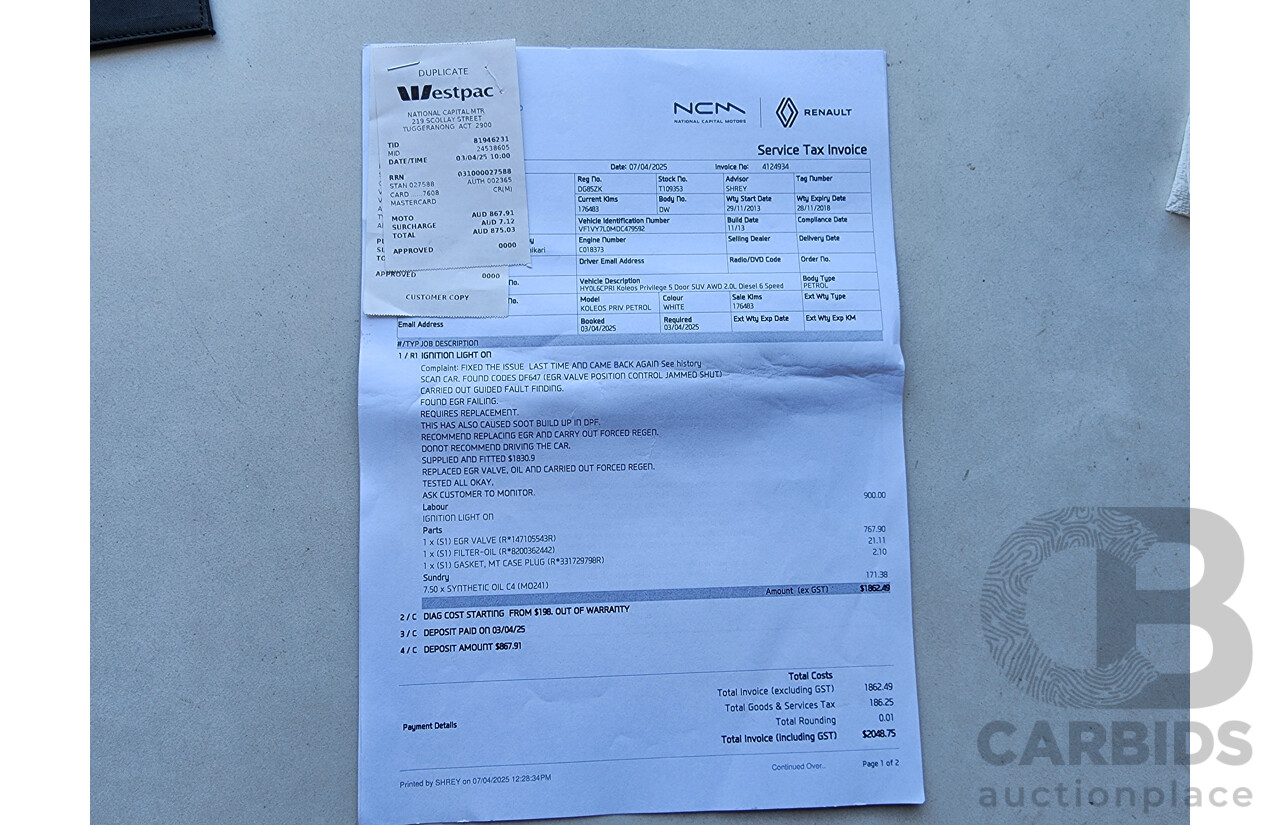 DUPLICATE
Westpac
NATIONAL CAPITAL MTR
219 SCOLLAY STREET
TUGGERANONG ACT 2900
TID 81946231
MID 24538605
DATE/TIME 03/04/25 10:00
RRN 031000027588
STAN 027588 AUTH 002365
CARD ....7608 CR(M)
MASTERCARD
MOTO AUD 867.91
SURCHARGE AUD 7.12
TOTAL AUD 875.03
APPROVED 0000
APPROVED 0000
CUSTOMER COPY
NCM
NATIONAL CAPITAL MOTORS
RENAULT
Service Tax Invoice
Date: 07/04/2025 Invoice No: 4124934
Reg No. Stock No. Advisor Tag Number
DG85ZK T109353 SHREY
Current Klms Body No. Wty Start Date Wty Expiry Date
176483 DW 29/11/2013 28/11/2018
Vehicle Identification Number Build Date Compliance Date
VF1VY7L0MDC479592 11/13
Engine Number Selling Dealer Delivery Date
C018373
Driver Email Address Radio/DVD Code Order No.
Vehicle Description Body Type
HY0L6CPRI Koleos Privilege 5 Door SUV AWD 2.0L Diesel 6 Speed PETROL
Model Colour Sale Klms Ext Wty Type
KOLEOS PRIV PETROL WHITE 176483
Email Address Booked Required Ext Wty Exp Date Ext Wty Exp KM
03/04/2025 03/04/2025
#/TYP JOB DESCRIPTION
1 / R1 IGNITION LIGHT ON
Complaint: FIXED THE ISSUE LAST TIME AND CAME BACK AGAIN See history
SCAN CAR. FOUND CODES DF647 (EGR VALVE POSITION CONTROL JAMMED SHUT)
CARRIED OUT GUIDED FAULT FINDING.
FOUND EGR FAILING.
REQUIRES REPLACEMENT.
THIS HAS ALSO CAUSED SOOT BUILD UP IN DPF.
RECOMMEND REPLACING EGR AND CARRY OUT FORCED REGEN.
DONOT RECOMMEND DRIVING THE CAR.
SUPPLIED AND FITTED $1830.9
REPLACED EGR VALVE, OIL AND CARRIED OUT FORCED REGEN.
TESTED ALL OKAY,
ASK CUSTOMER TO MONITOR.
Labour 900.00
IGNITION LIGHT ON
Parts
1 x (S1) EGR VALVE (R*147105543R) 767.90
1 x (S1) FILTER-OIL (R*8200362442) 21.11
1 x (S1) GASKET, MT CASE PLUG (R*331729798R) 2.10
Sundry
7.50 x SYNTHETIC OIL C4 (MO241) 171.38
Amount (ex GST) $1862.49
2 / C DIAG COST STARTING FROM $198. OUT OF WARRANTY
3 / C DEPOSIT PAID ON 03/04/25
4 / C DEPOSIT AMOUNT $867.91
Total Costs
Total Invoice (excluding GST) 1862.49
Total Goods & Services Tax 186.25
Payment Details
Total Rounding 0.01
Total Invoice (including GST) $2048.75
Continued Over.. Page 1 of 2
Printed by SHREY on 07/04/2025 12:28:34PM
CB
CARBIDS
auctionplace